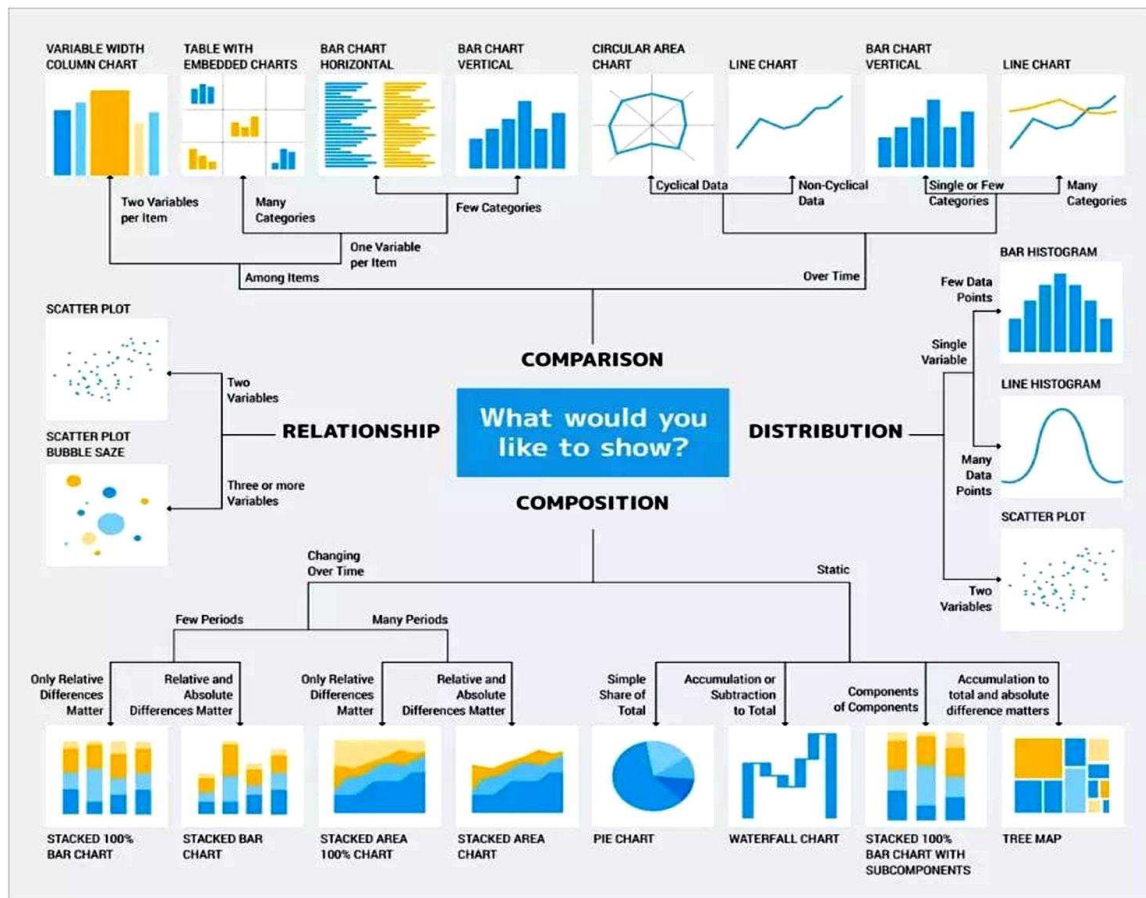 VARIABLE WIDTH
COLUMN CHART
TABLE WITH
EMBEDDED CHARTS
BAR CHART
HORIZONTAL
BAR CHART
VERTICAL
CIRCULAR AREA
CHART
LINE CHART
BAR CHART
VERTICAL
LINE CHART
Two Variables
per Item
Many
Categories
Few Categories
Cyclical Data
Non-Cyclical
Data
Single or Few
Categories
Many
Categories
One Variable
per Item
Among Items
Over Time
COMPARISON
What would you
like to show?
RELATIONSHIP
SCATTER PLOT
Two
Variables
SCATTER PLOT
BUBBLE SAZE
Three or more
Variables
DISTRIBUTION
BAR HISTOGRAM
Few Data
Points
Single
Variable
LINE HISTOGRAM
Many
Data
Points
SCATTER PLOT
Two
Variables
COMPOSITION
Changing
Over Time
Static
Few Periods
Many Periods
Only Relative
Differences
Matter
Relative and
Absolute
Differences Matter
Only Relative
Differences
Matter
Relative and
Absolute
Differences Matter
Simple
Share of
Total
Accumulation or
Subtraction
to Total
Components
of Components
Accumulation to
total and absolute
difference matters
STACKED 100%
BAR CHART
STACKED BAR
CHART
STACKED AREA
100% CHART
STACKED AREA
CHART
PIE CHART
WATERFALL CHART
STACKED 100%
BAR CHART WITH
SUBCOMPONENTS
TREE MAP